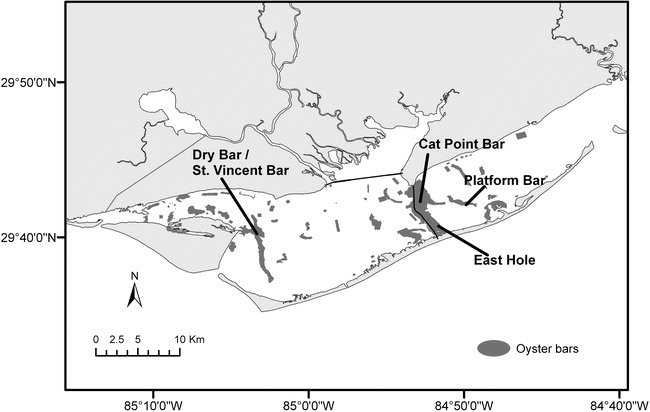 29°50'0"N
Cat Point Bar
Dry Bar /
St. Vincent Bar
Platform Bar
29°40'0"N
East Hole
N
0 2.5 5 10 Km
Oyster bars
85°10'0"W 85°0'0"W 84°50'0"W 84°40'0"W